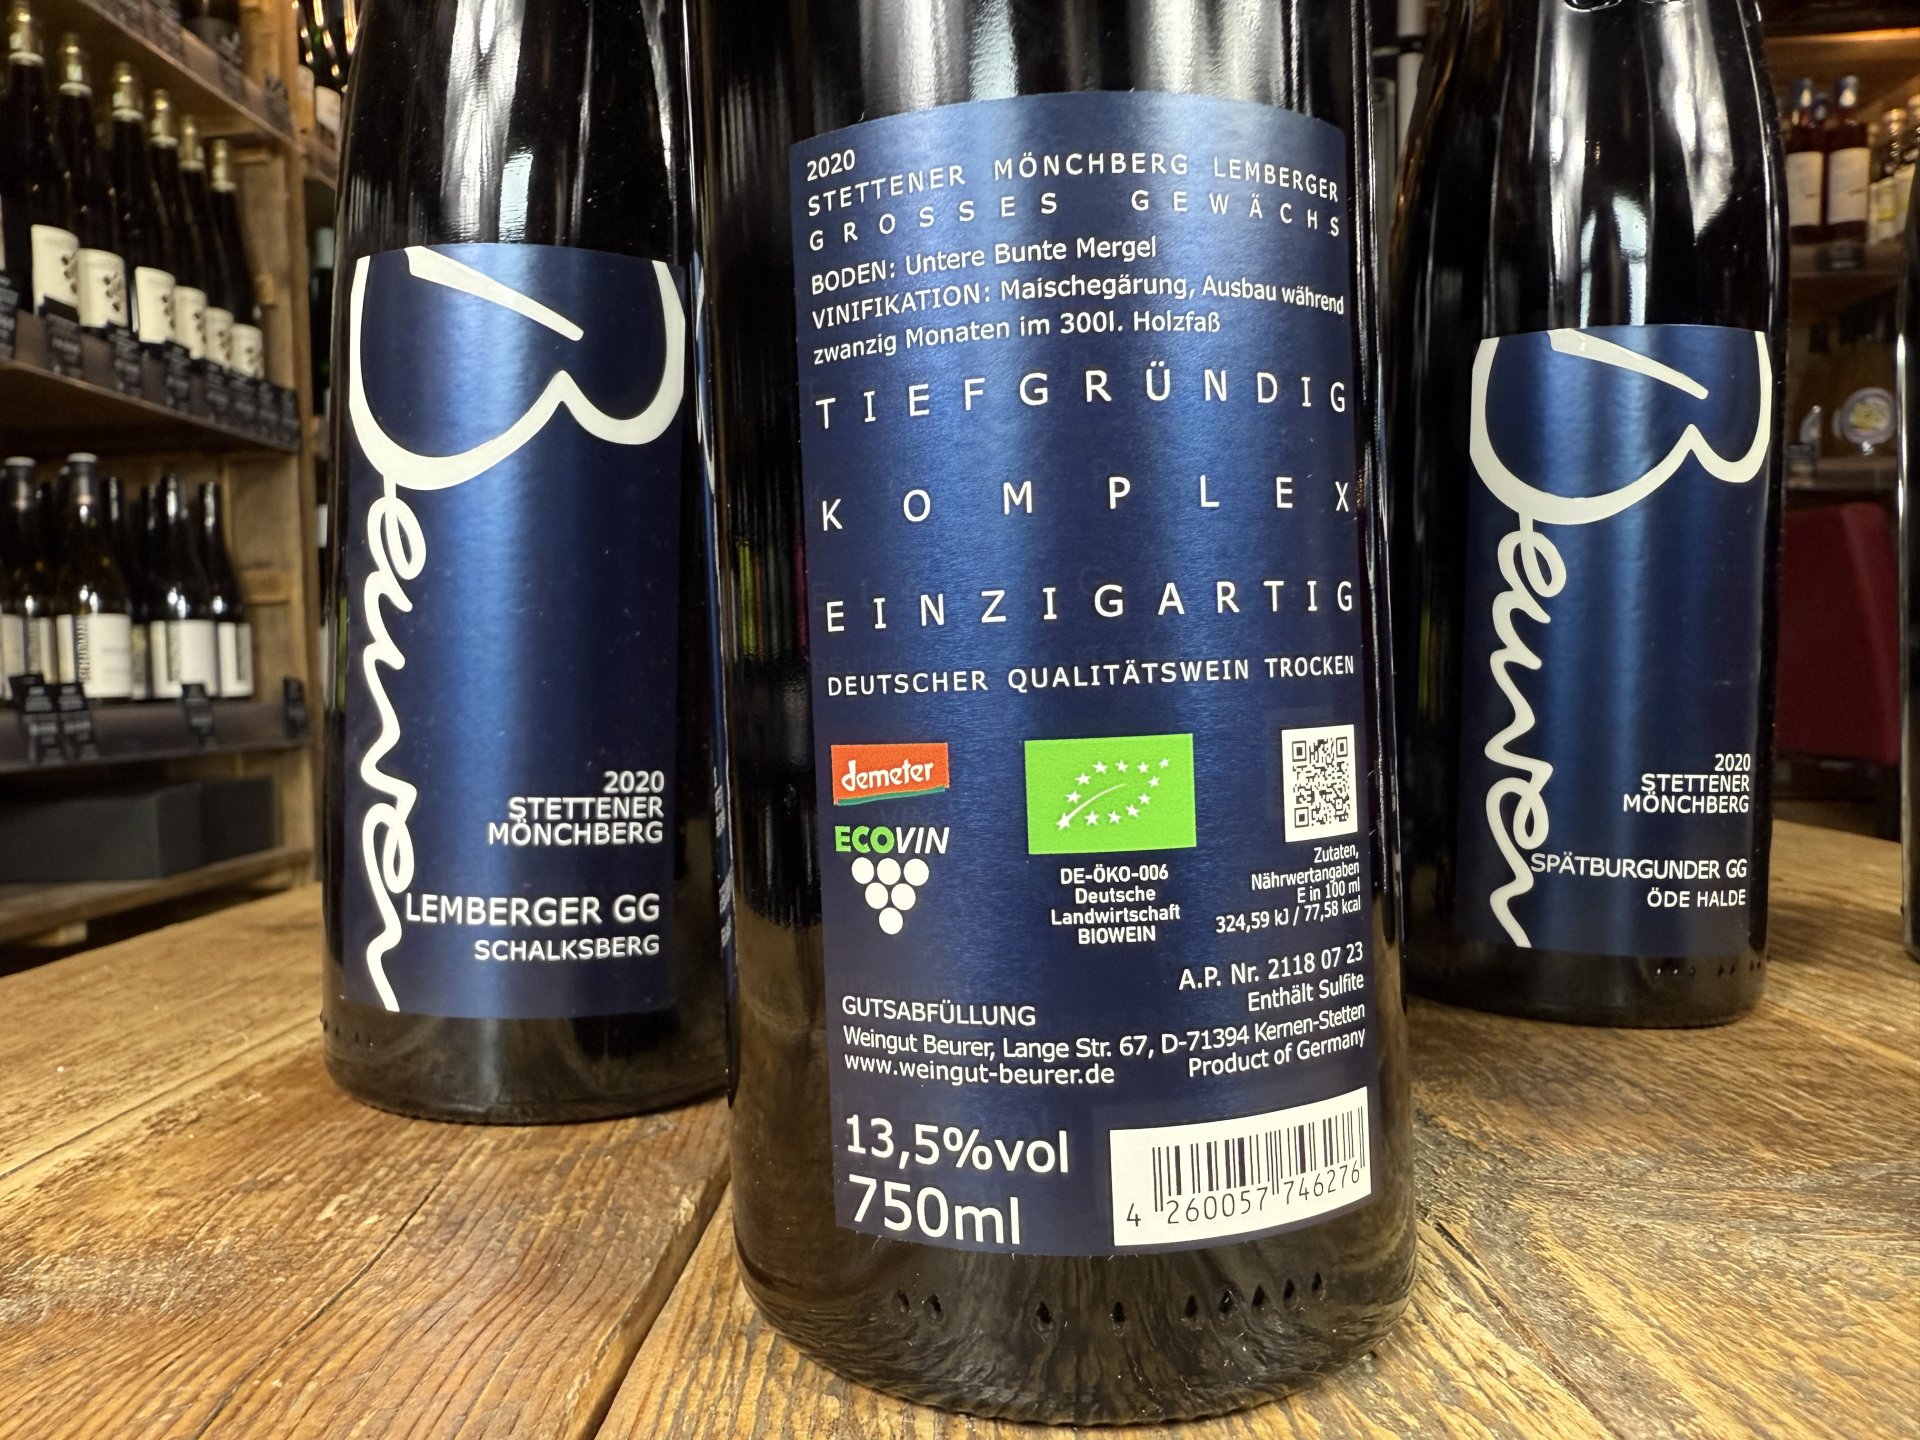 Beurer
2020
STETTENER
MÖNCHBERG
LEMBERGER GG
SCHALKSBERG
2020
STETTENER MÖNCHBERG LEMBERGER
GROSSES GEWÄCHS
BODEN: Untere Bunte Mergel
VINIFIKATION: Maischegärung, Ausbau während
zwanzig Monaten im 300l. Holzfaß
TIEFGRÜNDIG
KOMPLEX
EINZIGARTIG
DEUTSCHER QUALITÄTSWEIN TROCKEN
demeter
ECOVIN
DE-ÖKO-006
Deutsche
Landwirtschaft
BIOWEIN
Zutaten,
Nährwertangaben
E in 100 ml
324,59 kJ / 77,58 kcal
A.P. Nr. 2118 07 23
Enthält Sulfite
GUTSABFÜLLUNG
Weingut Beurer, Lange Str. 67, D-71394 Kernen-Stetten
www.weingut-beurer.de Product of Germany
13,5%vol
750ml
4 260057 746276
Beurer
2020
STETTENER
MÖNCHBERG
SPÄTBURGUNDER GG
ÖDE HALDE